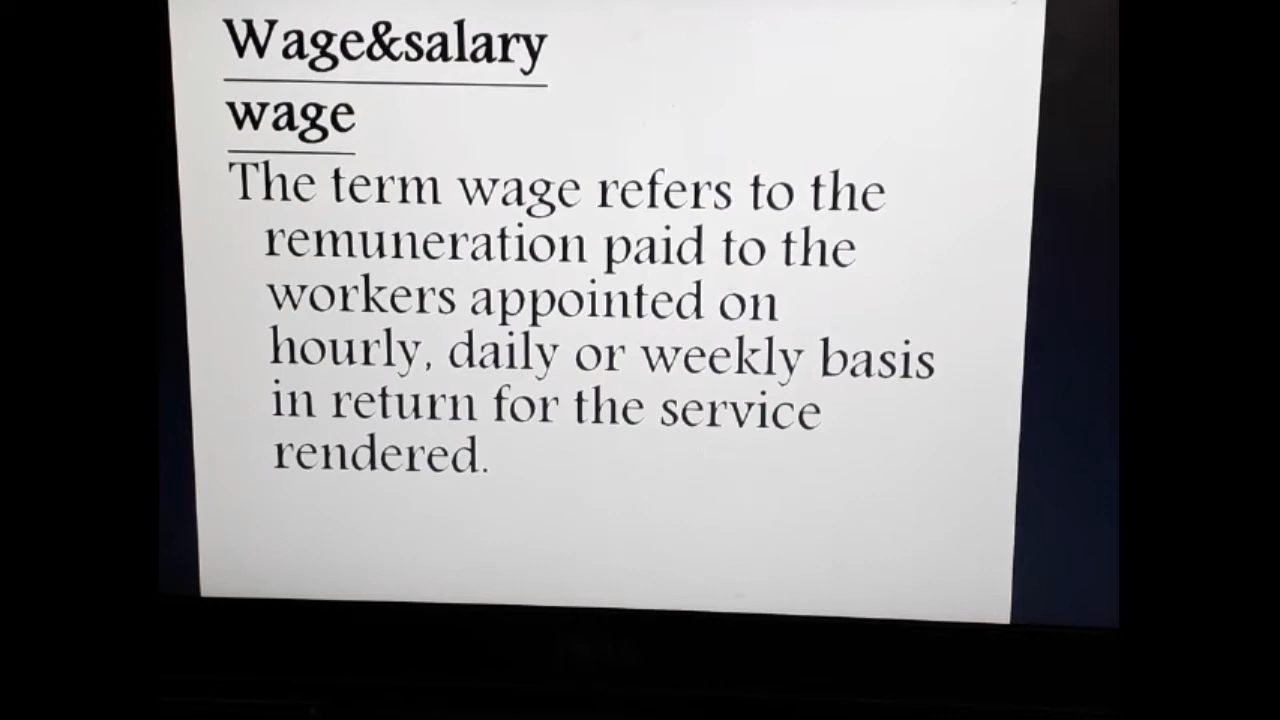 Wage&salary
wage
The term wage refers to the
remuneration paid to the
workers appointed on
hourly, daily or weekly basis
in return for the service
rendered.